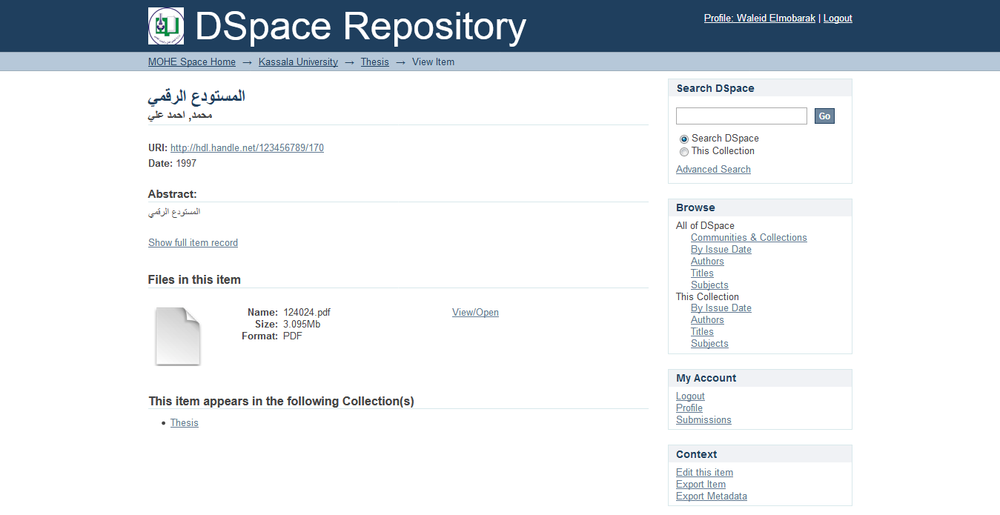 DSpace Repository
Profile: Waleid Elmobarak | Logout
MOHE Space Home → Kassala University → Thesis → View Item
المستودع الرقمي
محمد, احمد علي
URI: http://hdl.handle.net/123456789/170
Date: 1997
Abstract:
المستودع الرقمي
Show full item record
Files in this item
Name: 124024.pdf
Size: 3.095Mb
Format: PDF
View/Open
This item appears in the following Collection(s)
• Thesis
Search DSpace
Go
Search DSpace
This Collection
Advanced Search
Browse
All of DSpace
Communities & Collections
By Issue Date
Authors
Titles
Subjects
This Collection
By Issue Date
Authors
Titles
Subjects
My Account
Logout
Profile
Submissions
Context
Edit this item
Export Item
Export Metadata